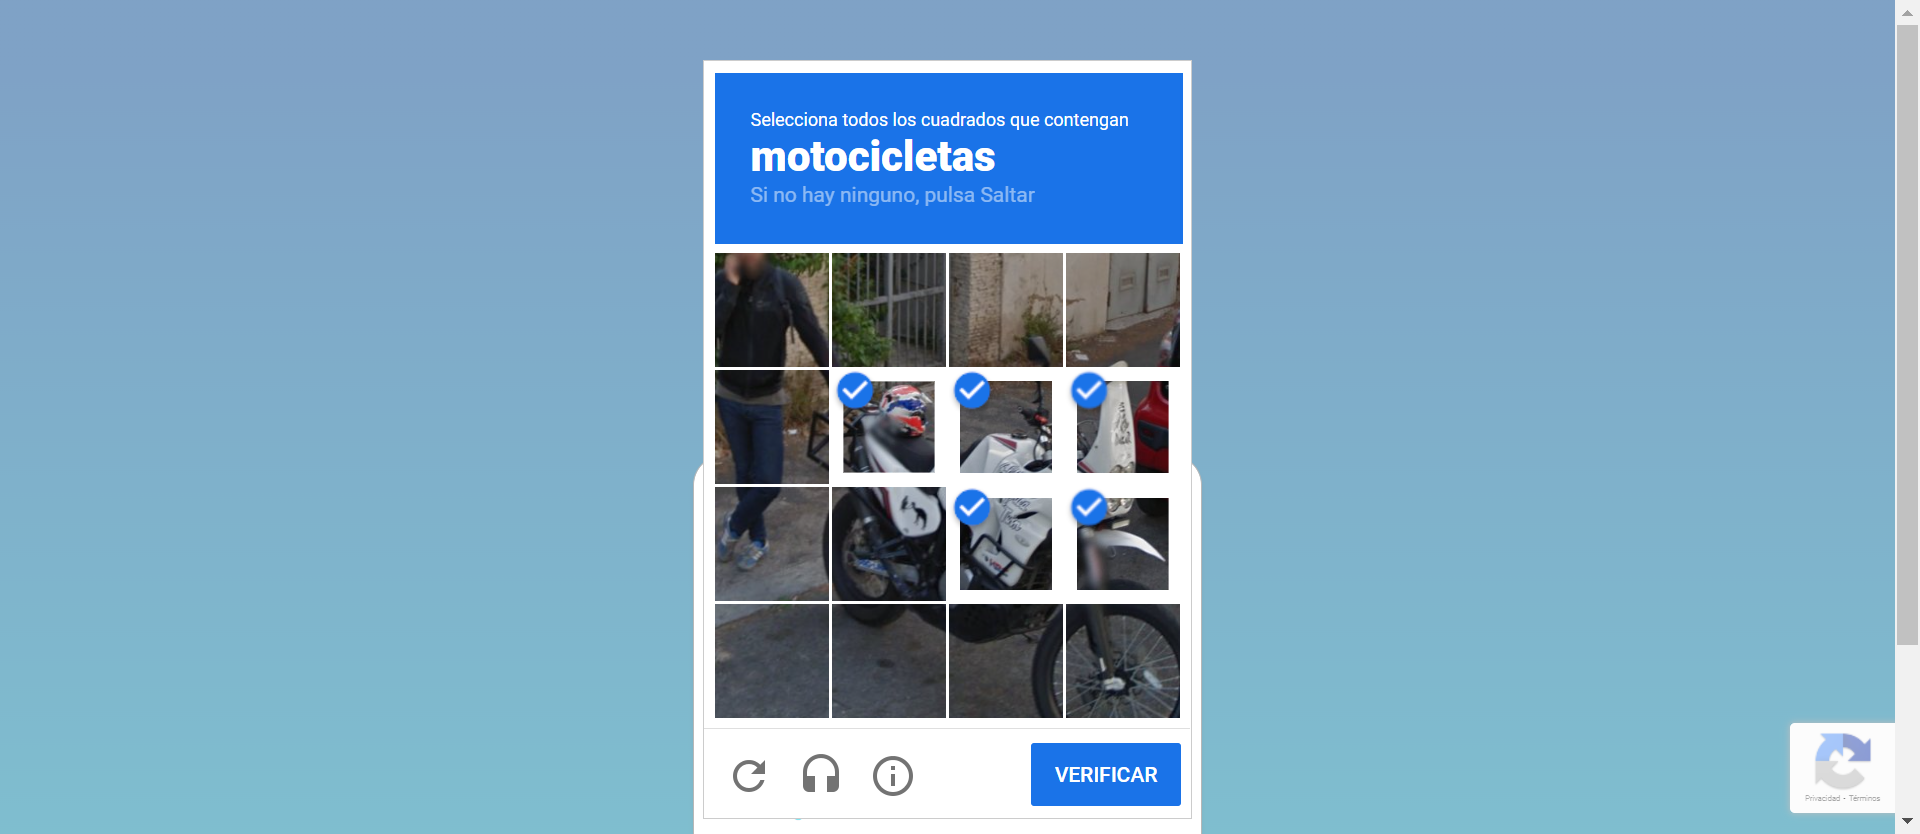 Selecciona todos los cuadrados que contengan
motocicletas
Si no hay ninguno, pulsa Saltar
VERIFICAR
Privacidad - Términos